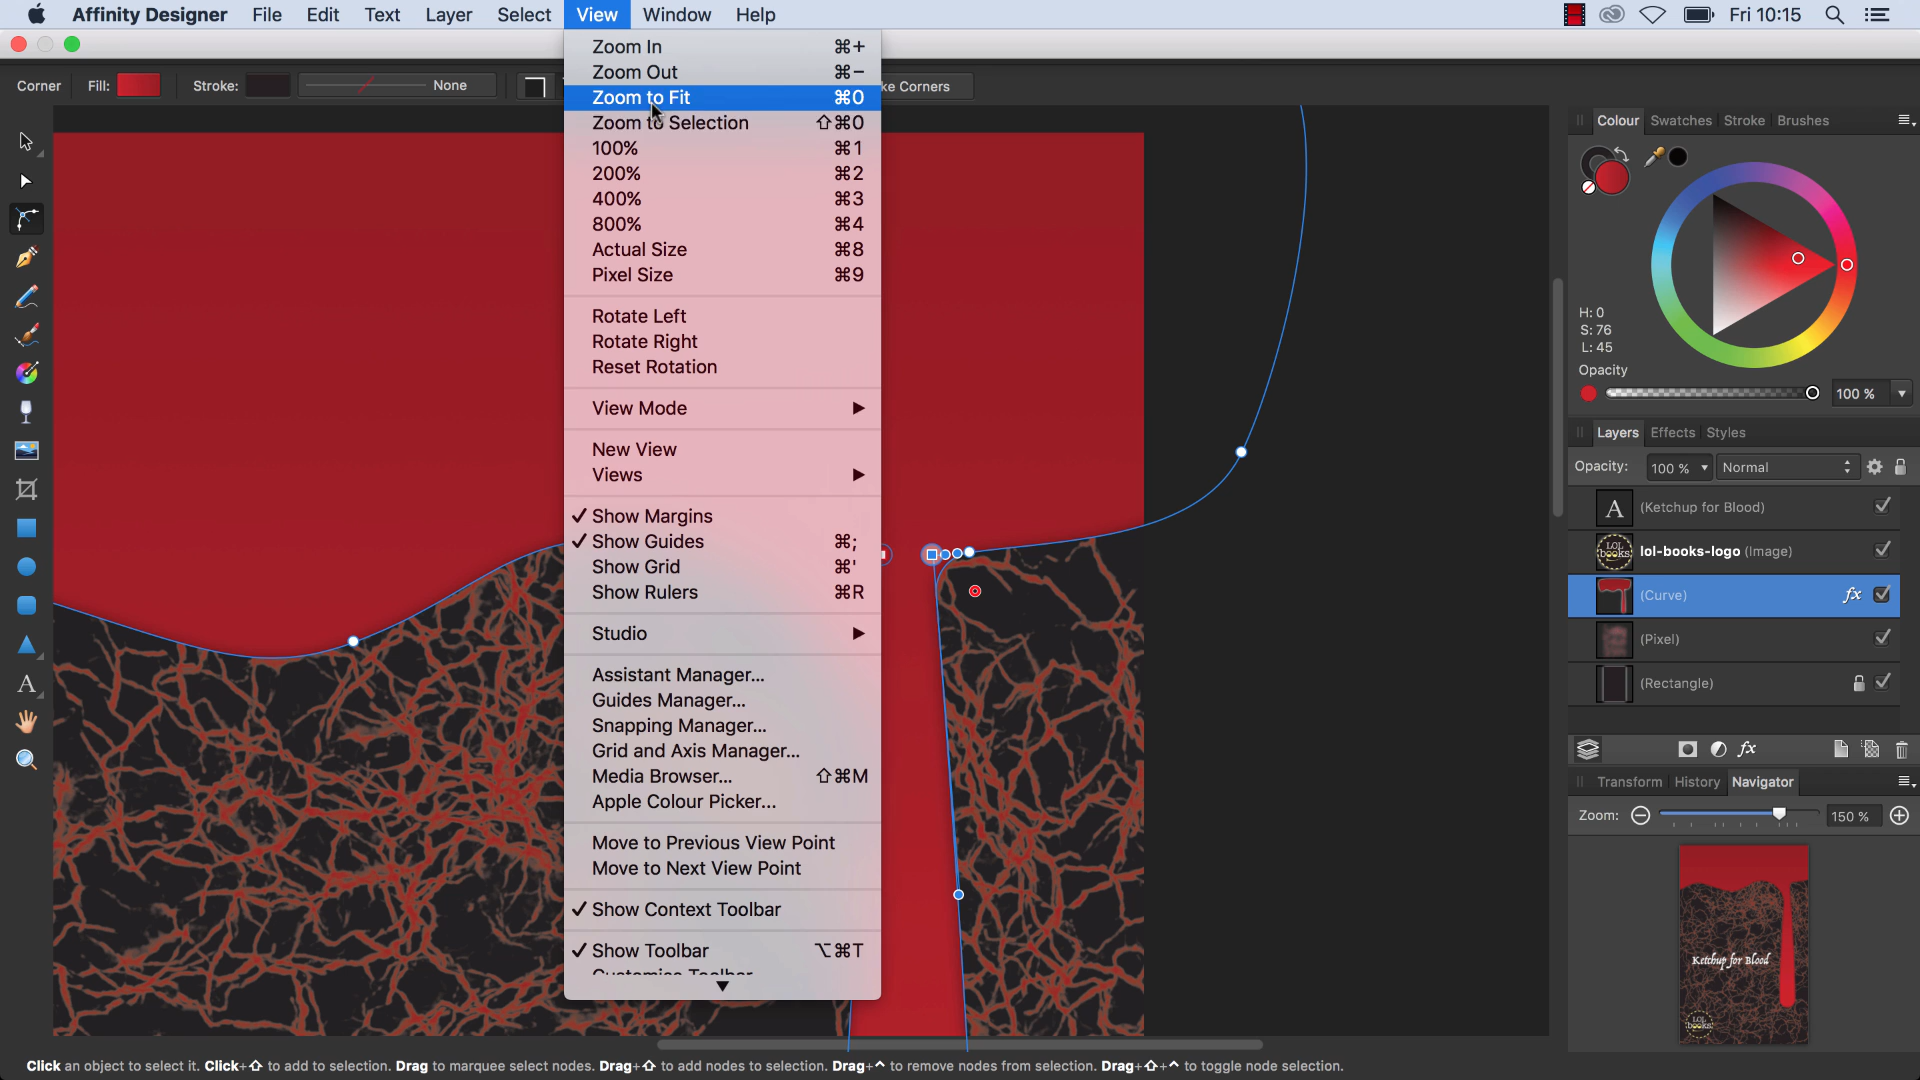 Affinity Designer File Edit Text Layer Select View Window Help Fri 10:15
Corner Fill: Stroke: None ke Corners
Zoom In ⌘+
Zoom Out ⌘−
Zoom to Fit ⌘0
Zoom to Selection ⇧⌘0
100% ⌘1
200% ⌘2
400% ⌘3
800% ⌘4
Actual Size ⌘8
Pixel Size ⌘9
Rotate Left
Rotate Right
Reset Rotation
View Mode ▶
New View
Views ▶
✓ Show Margins
✓ Show Guides ⌘;
Show Grid ⌘'
Show Rulers ⌘R
Studio ▶
Assistant Manager...
Guides Manager...
Snapping Manager...
Grid and Axis Manager...
Media Browser... ⇧⌘M
Apple Colour Picker...
Move to Previous View Point
Move to Next View Point
✓ Show Context Toolbar
✓ Show Toolbar ⌥⌘T
Customise Toolbar
Colour Swatches Stroke Brushes
H: 0
S: 76
L: 45
Opacity
100 %
Layers Effects Styles
Opacity: 100 % Normal
A (Ketchup for Blood)
LOL books lol-books-logo (Image)
(Curve) fx
(Pixel)
(Rectangle)
fx
Transform History Navigator
Zoom: 150 %
Ketchup for Blood
LOL
books
A
Click an object to select it. Click+⇧ to add to selection. Drag to marquee select nodes. Drag+⇧ to add nodes to selection. Drag+^ to remove nodes from selection. Drag+⇧+^ to toggle node selection.